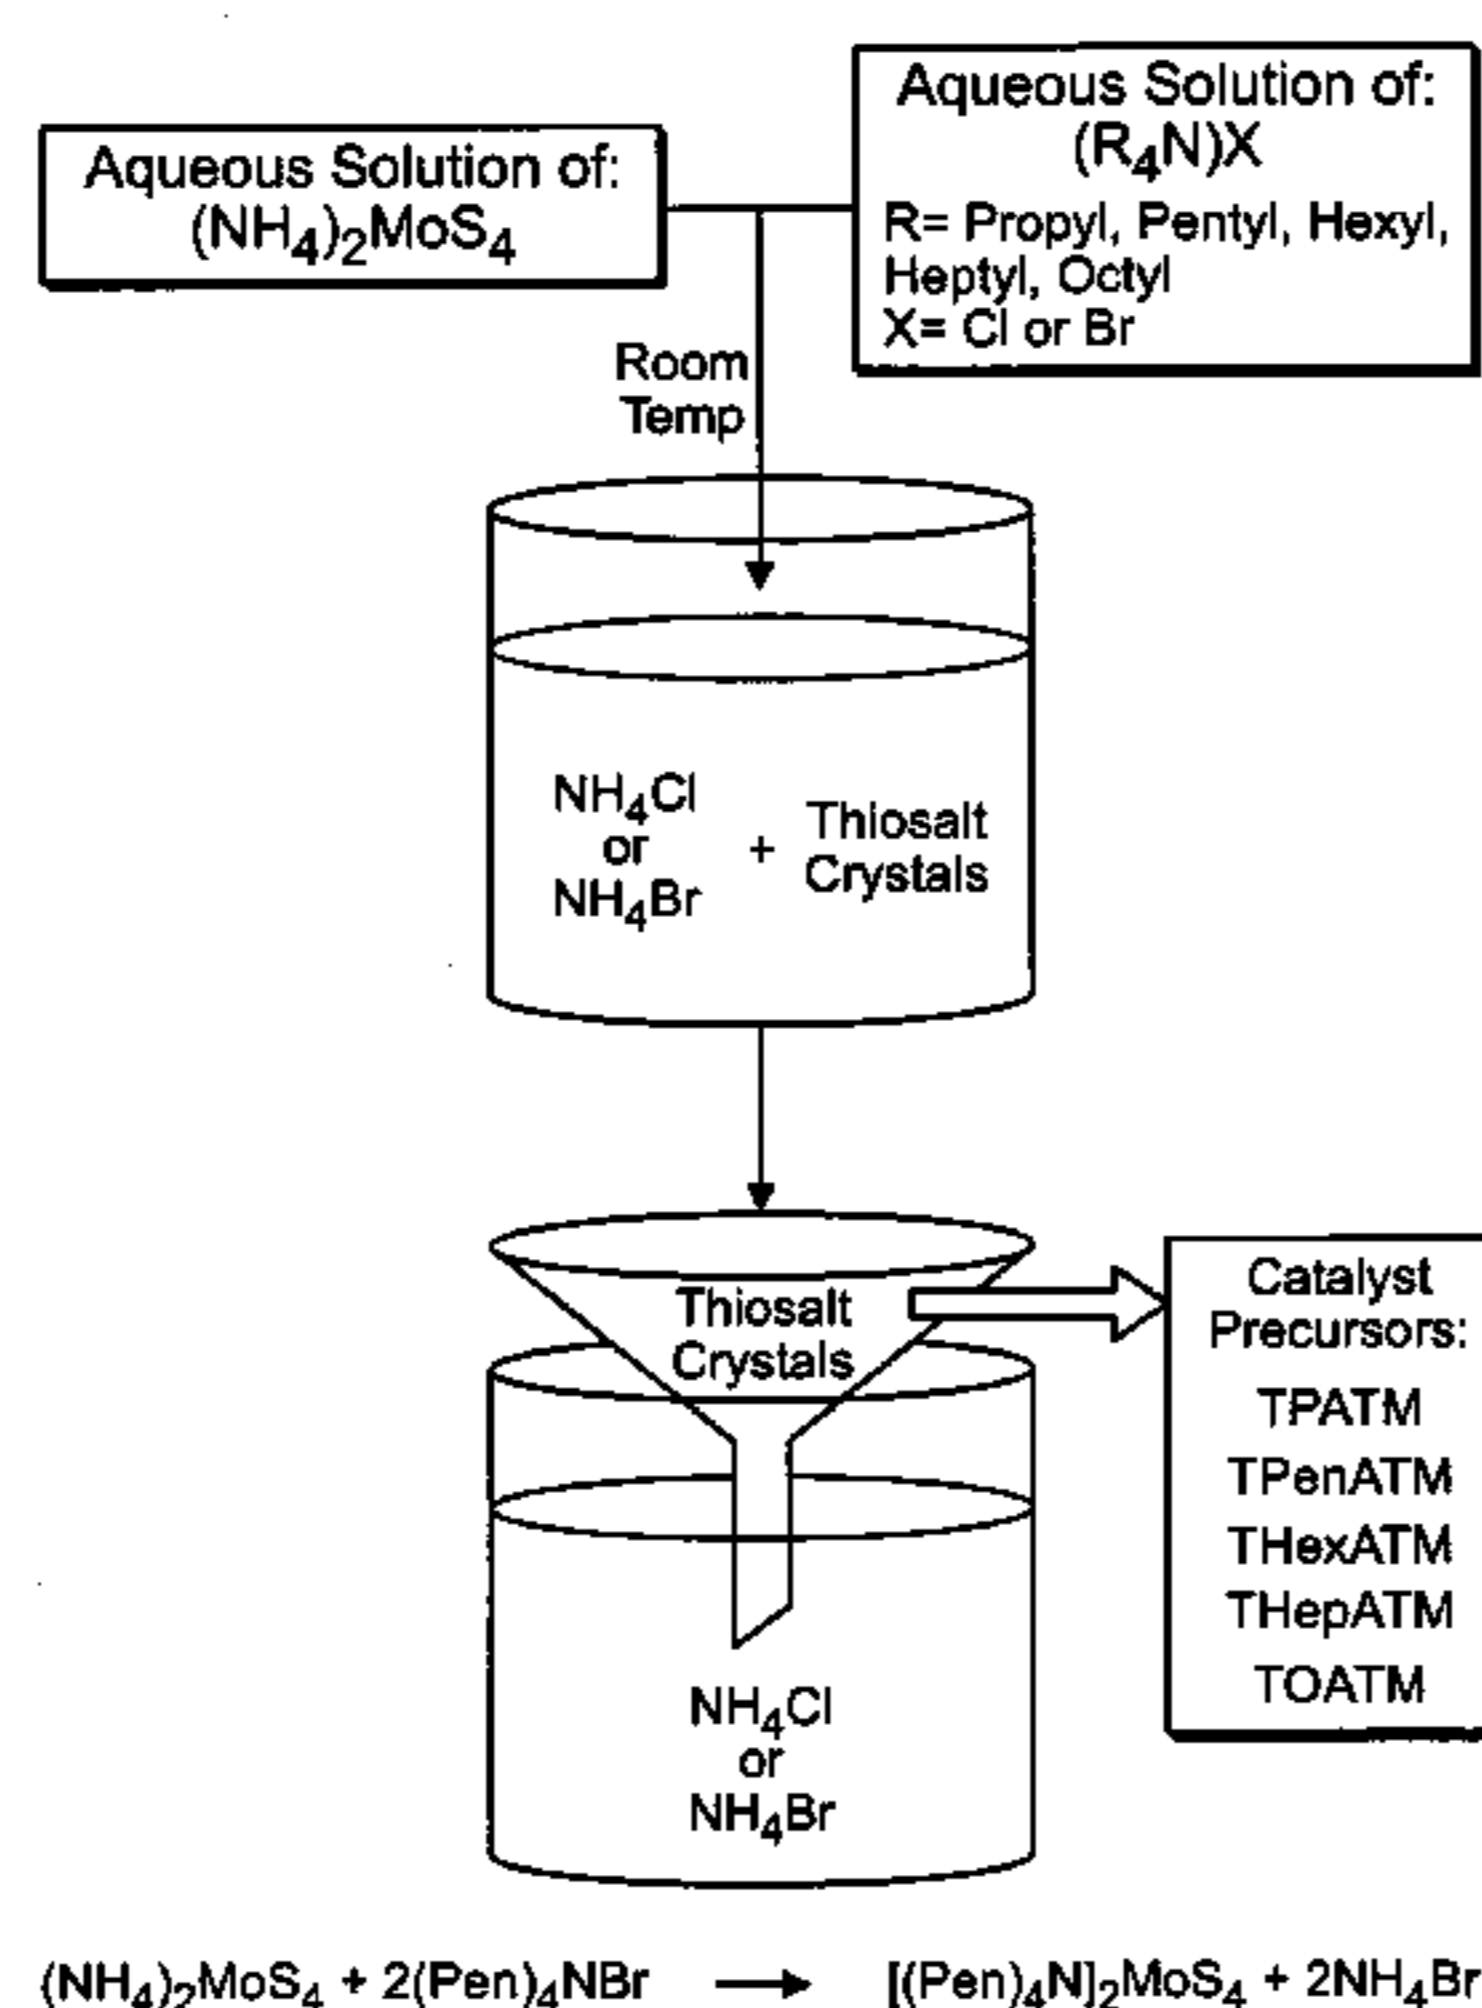 Aqueous Solution of:
(NH₄)₂MoS₄
Aqueous Solution of:
(R₄N)X
R= Propyl, Pentyl, Hexyl,
Heptyl, Octyl
X= Cl or Br
Room
Temp
NH₄Cl
or
NH₄Br
+
Thiosalt
Crystals
Thiosalt
Crystals
Catalyst
Precursors:
TPATM
TPenATM
THexATM
THepATM
TOATM
NH₄Cl
or
NH₄Br
(NH₄)₂MoS₄ + 2(Pen)₄NBr → [(Pen)₄N]₂MoS₄ + 2NH₄Br